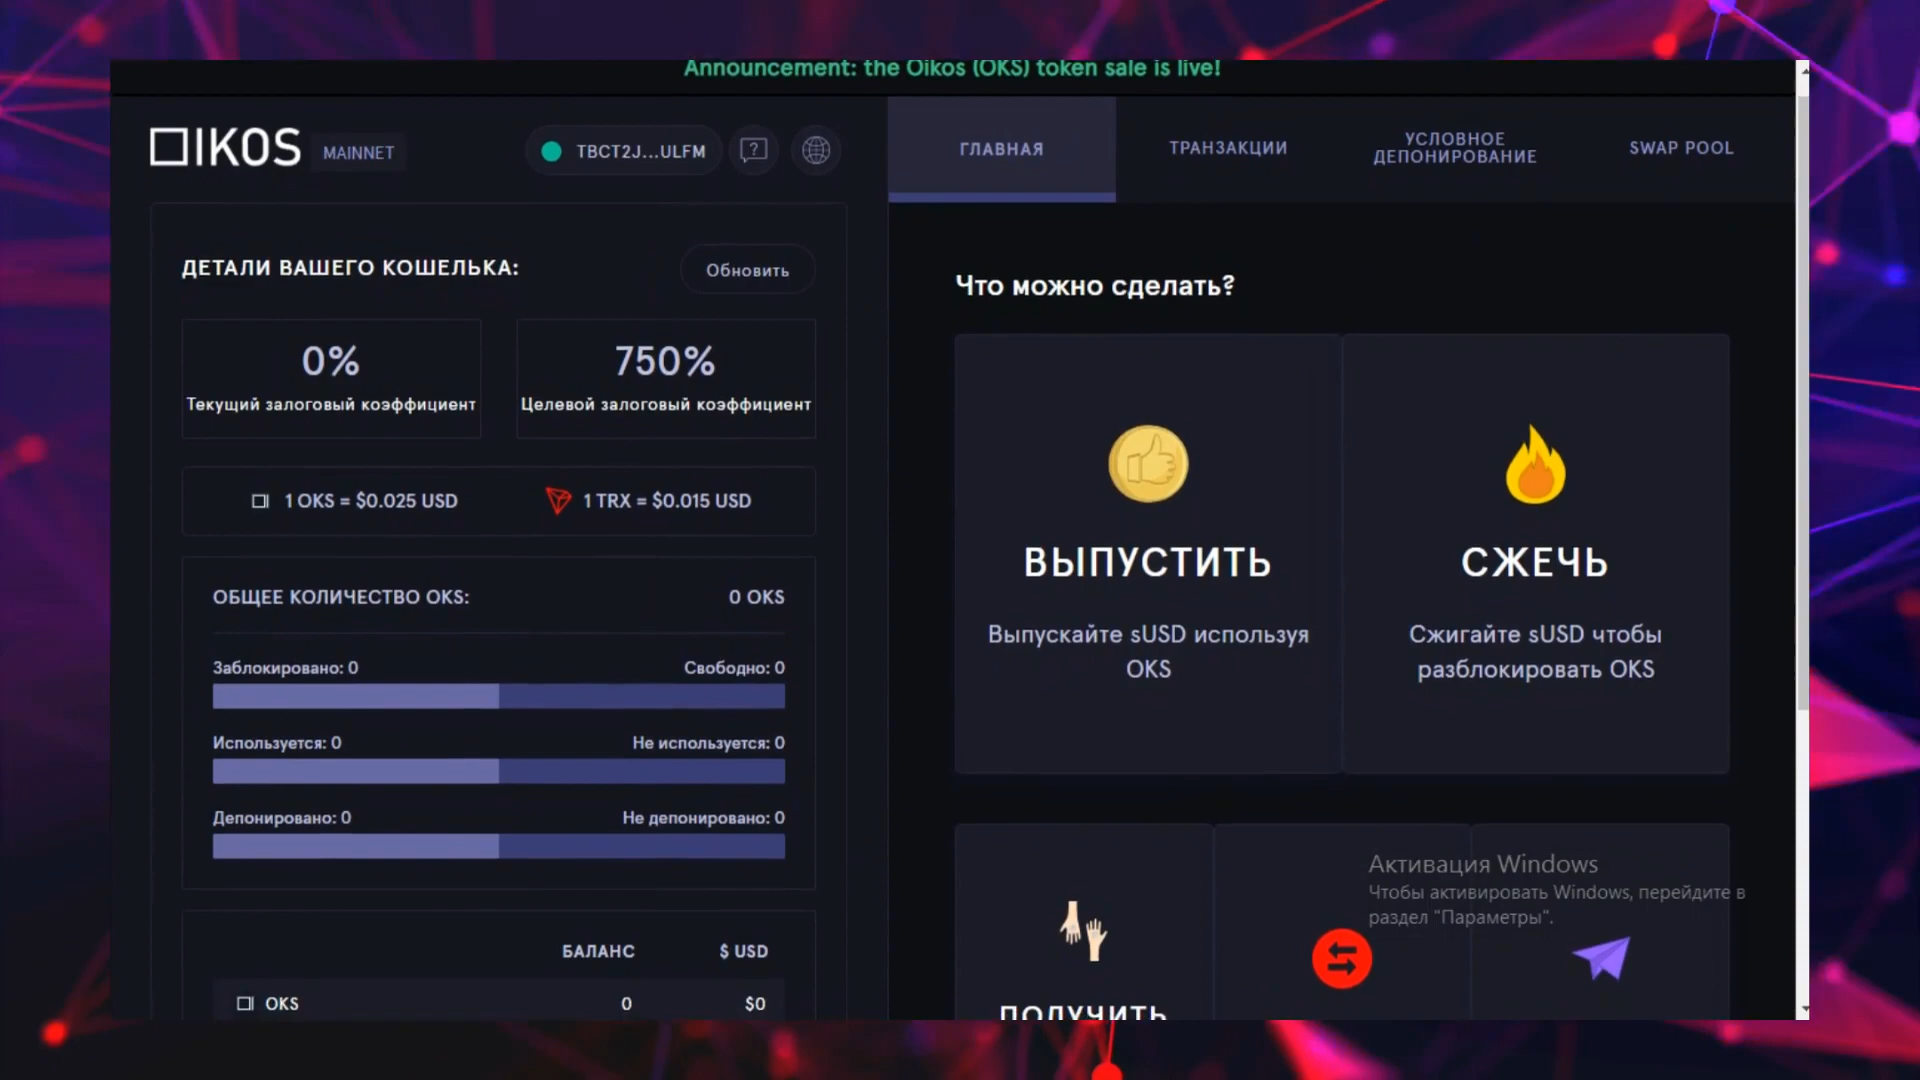 Announcement: the Oikos (OKS) token sale is live!
OIKOS MAINNET
TBCT2J...ULFM
?
ГЛАВНАЯ
ТРАНЗАКЦИИ
УСЛОВНОЕ
ДЕПОНИРОВАНИЕ
SWAP POOL
ДЕТАЛИ ВАШЕГО КОШЕЛЬКА:
Обновить
0%
Текущий залоговый коэффициент
750%
Целевой залоговый коэффициент
1 OKS = $0.025 USD
1 TRX = $0.015 USD
ОБЩЕЕ КОЛИЧЕСТВО OKS:
0 OKS
Заблокировано: 0
Свободно: 0
Используется: 0
Не используется: 0
Депонировано: 0
Не депонировано: 0
БАЛАНС
$ USD
OKS
0
$0
Что можно сделать?
ВЫПУСТИТЬ
Выпускайте sUSD используя
OKS
СЖЕЧЬ
Сжигайте sUSD чтобы
разблокировать OKS
ПОЛУЧИТЬ
Активация Windows
Чтобы активировать Windows, перейдите в
раздел "Параметры".